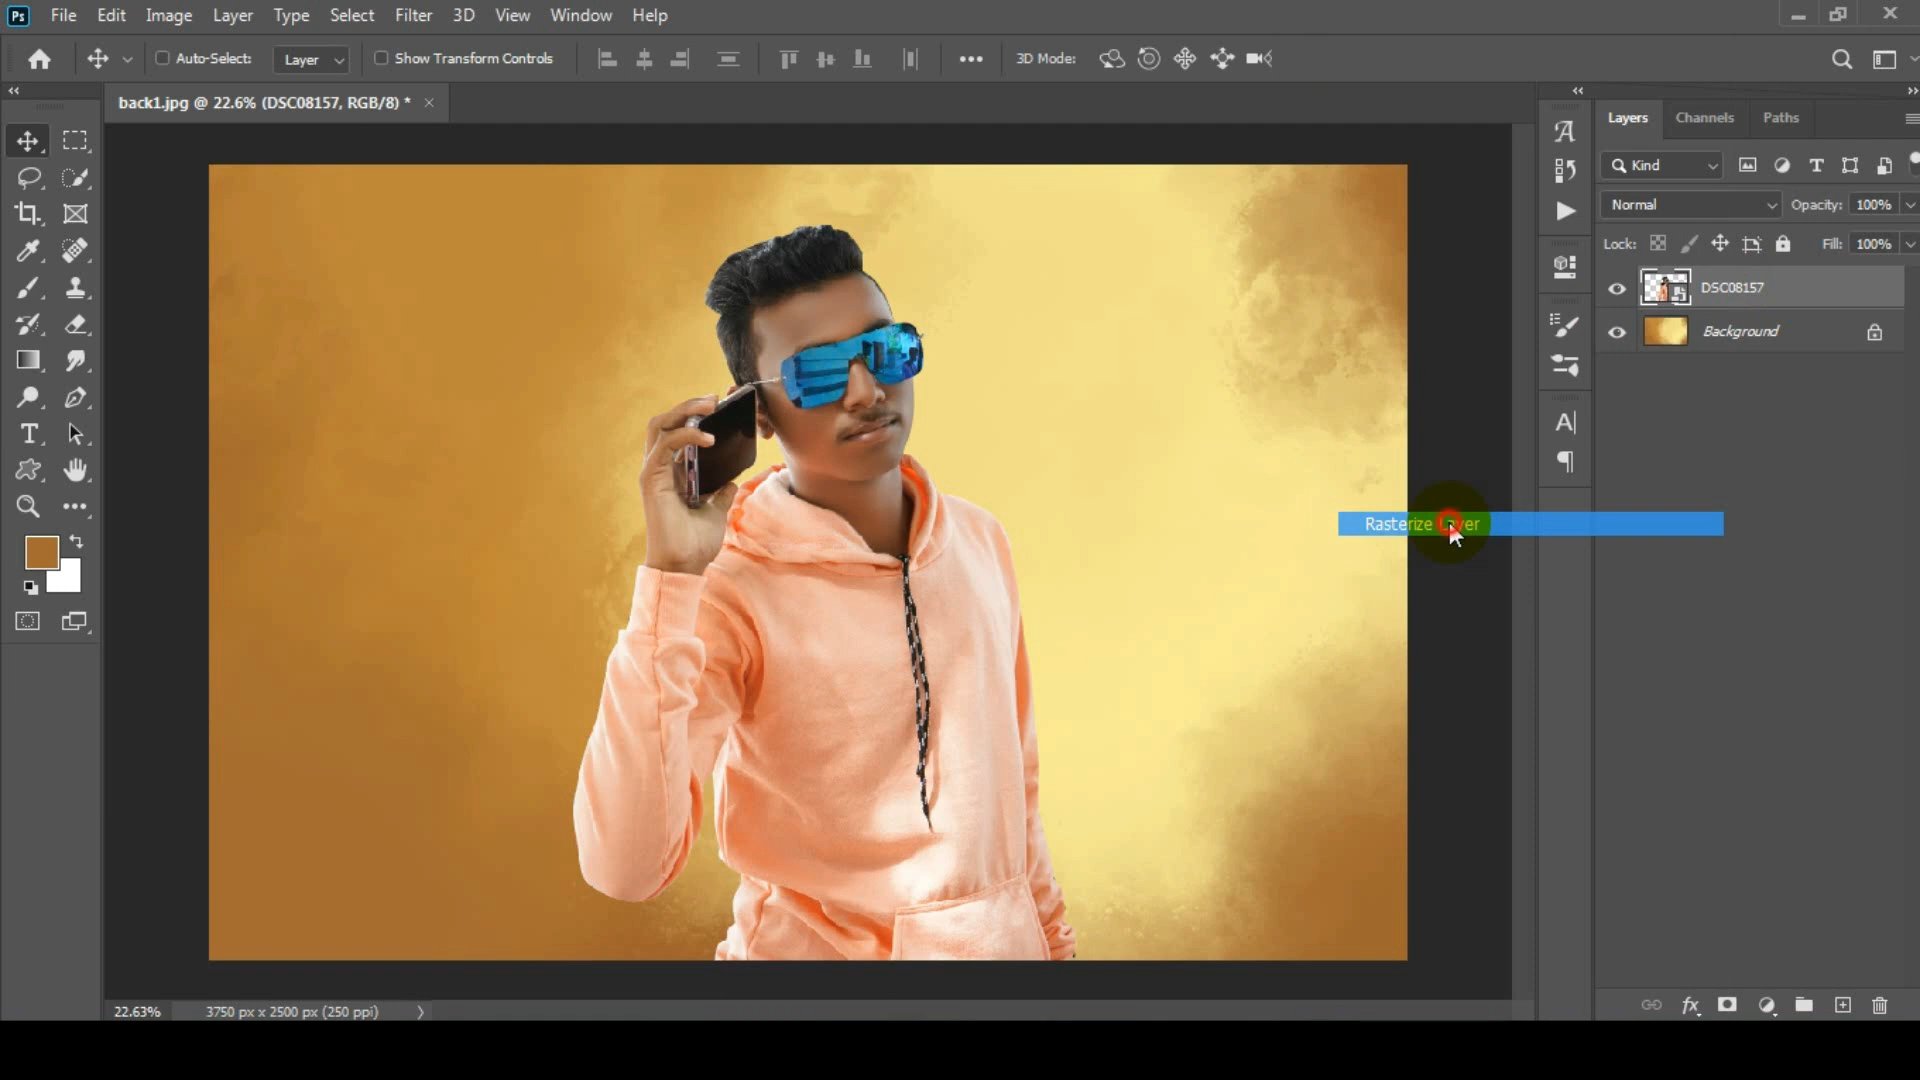 Ps File Edit Image Layer Type Select Filter 3D View Window Help
Auto-Select: Layer Show Transform Controls 3D Mode:
back1.jpg @ 22.6% (DSC08157, RGB/8) *
Layers Channels Paths
Kind
Normal Opacity: 100%
Lock: Fill: 100%
DSC08157
Background
Rasterize Layer
22.63% 3750 px x 2500 px (250 ppi)